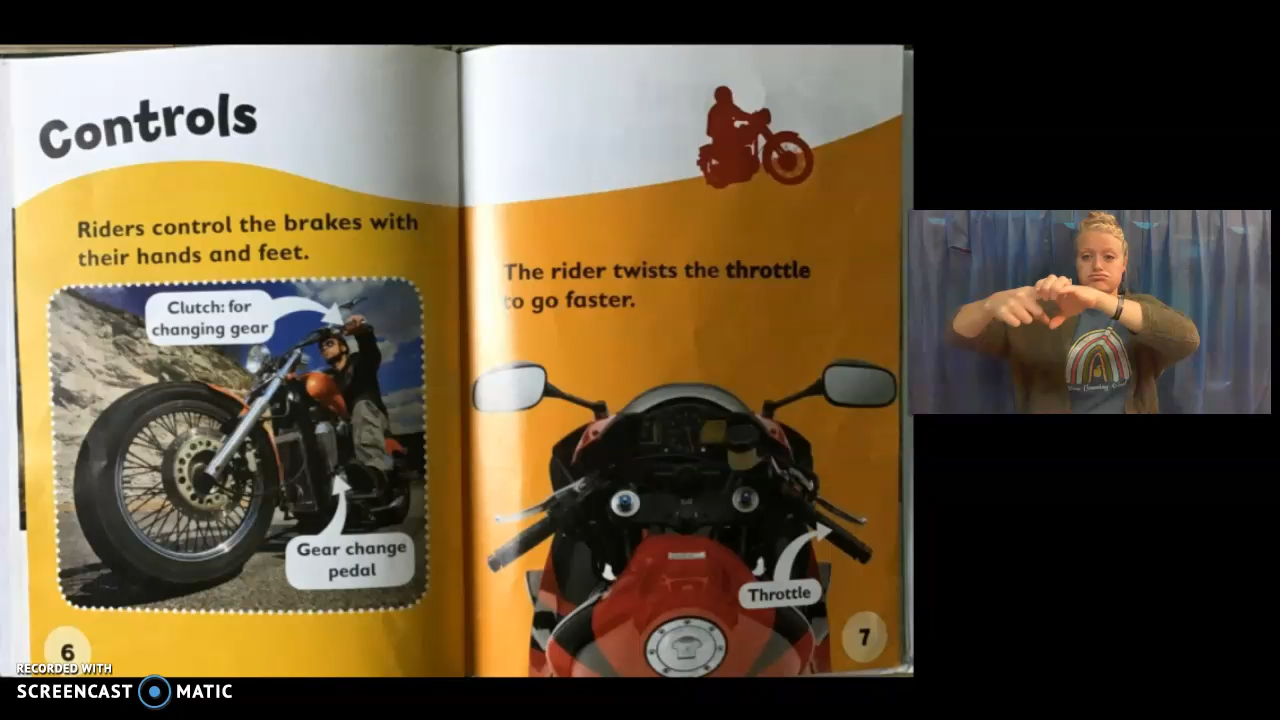 Controls
Riders control the brakes with
their hands and feet.
Clutch: for
changing gear
Gear change
pedal
6
The rider twists the throttle
to go faster.
Throttle
7
RECORDED WITH
SCREENCAST MATIC